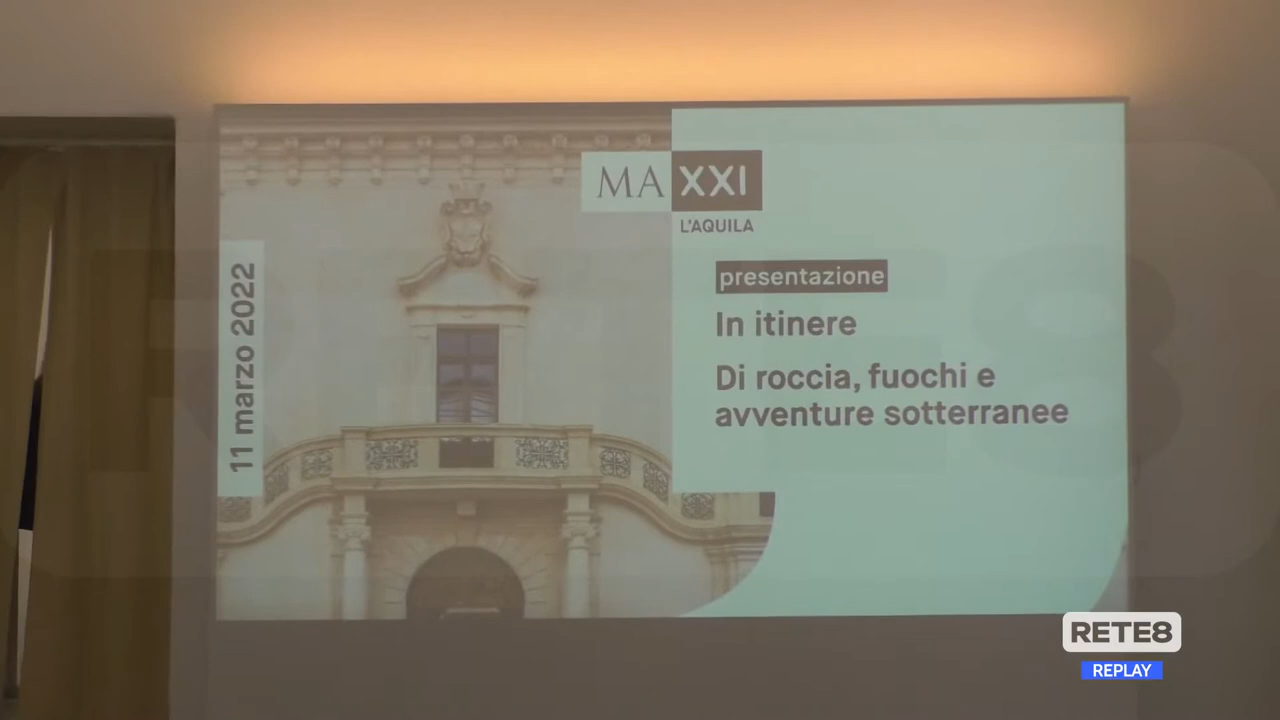 MAXXI
L'AQUILA
11 marzo 2022
presentazione
In itinere
Di roccia, fuochi e
avventure sotterranee
RETE8
REPLAY